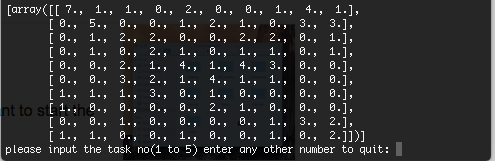 [array([[ 7.,  1.,  1.,  0.,  2.,  0.,  0.,  1.,  4.,  1.],
[ 0.,  5.,  0.,  0.,  1.,  2.,  1.,  0.,  3.,  3.],
[ 0.,  1.,  2.,  2.,  0.,  0.,  2.,  2.,  0.,  1.],
[ 0.,  1.,  0.,  2.,  1.,  0.,  1.,  1.,  0.,  1.],
[ 0.,  0.,  0.,  2.,  1.,  4.,  1.,  4.,  3.,  0.],
[ 0.,  0.,  3.,  2.,  1.,  4.,  1.,  1.,  0.,  0.],
[ 0.,  1.,  1.,  3.,  0.,  1.,  0.,  0.,  0.,  0.],
[ 1.,  0.,  0.,  0.,  0.,  2.,  1.,  0.,  0.,  0.],
[ 0.,  0.,  1.,  0.,  0.,  0.,  0.,  1.,  3.,  2.],
[ 1.,  1.,  0.,  0.,  1.,  0.,  0.,  1.,  0.,  2.]])]
nt to start the
please input the task no(1 to 5) enter any other number to quit: